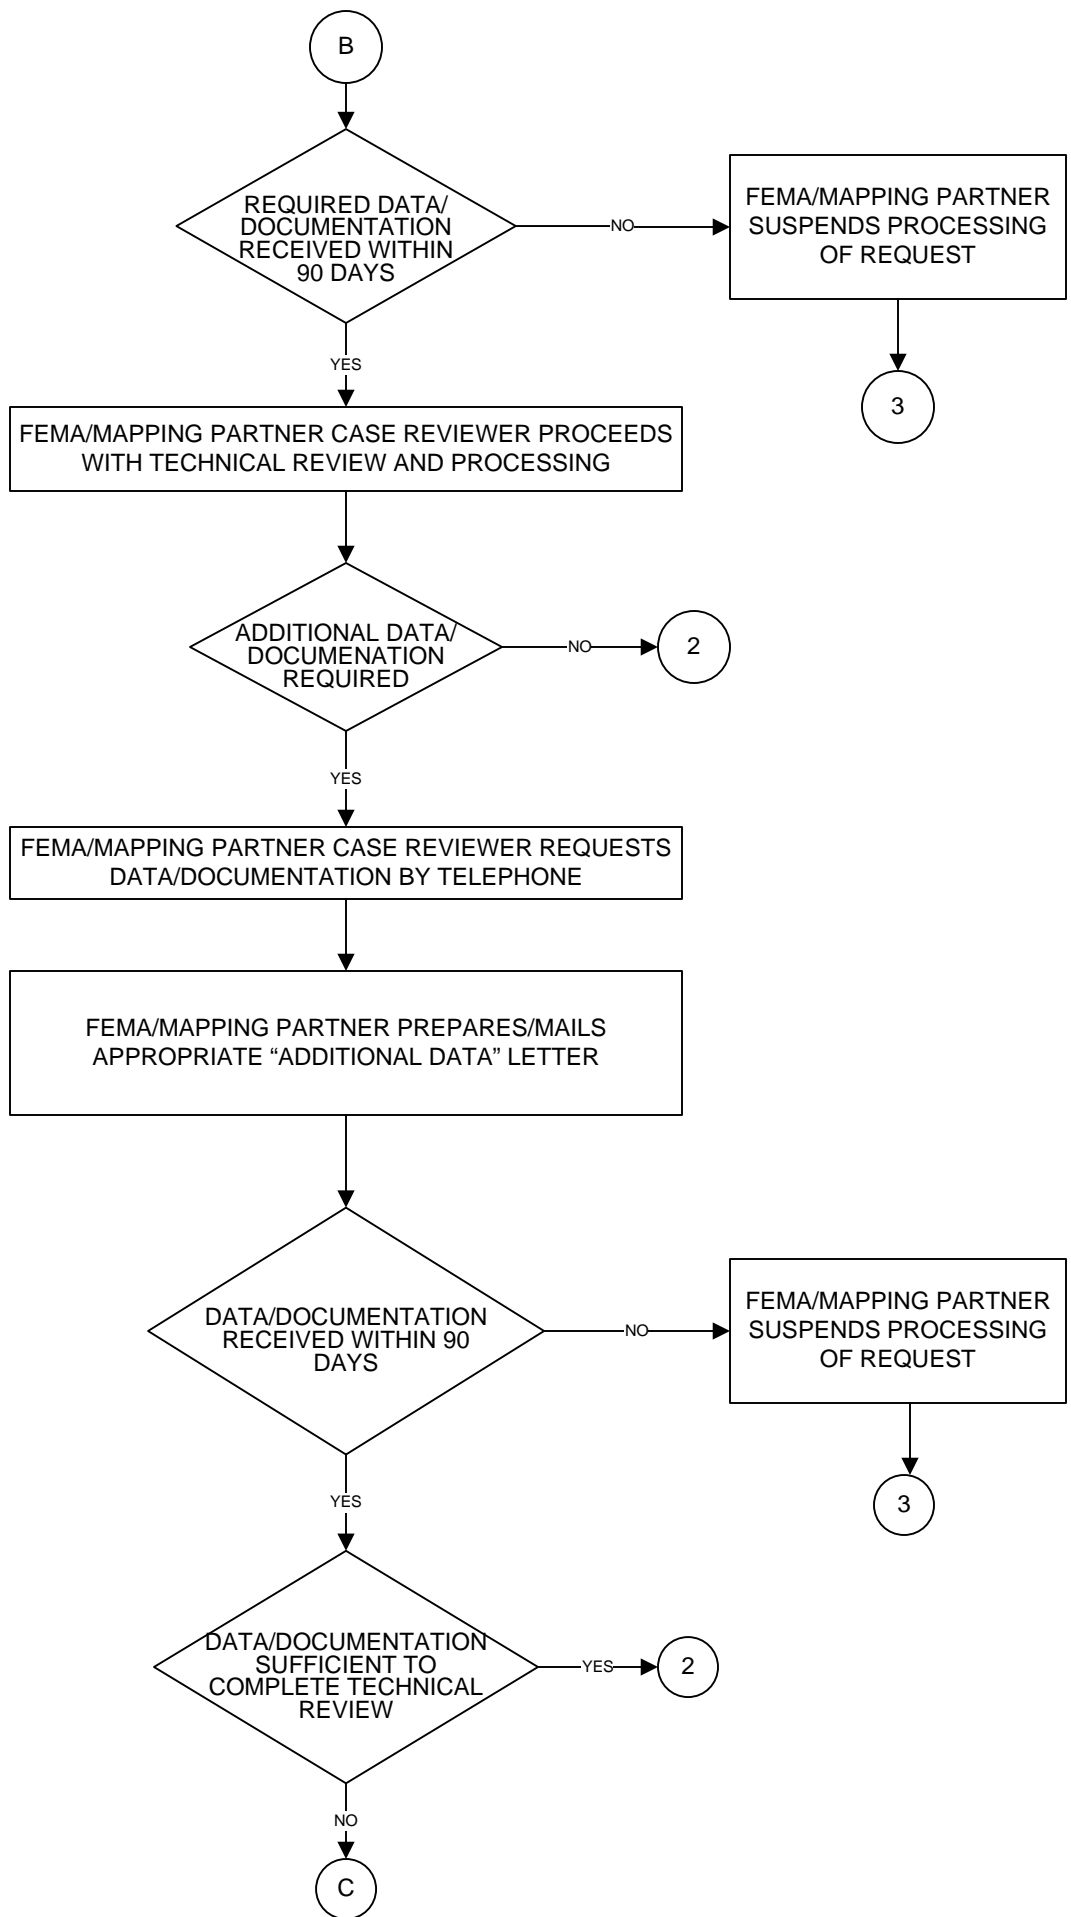 B
REQUIRED DATA/
DOCUMENTATION
RECEIVED WITHIN
90 DAYS
NO
FEMA/MAPPING PARTNER
SUSPENDS PROCESSING
OF REQUEST
3
YES
FEMA/MAPPING PARTNER CASE REVIEWER PROCEEDS
WITH TECHNICAL REVIEW AND PROCESSING
ADDITIONAL DATA/
DOCUMENATION
REQUIRED
NO
2
YES
FEMA/MAPPING PARTNER CASE REVIEWER REQUESTS
DATA/DOCUMENTATION BY TELEPHONE
FEMA/MAPPING PARTNER PREPARES/MAILS
APPROPRIATE “ADDITIONAL DATA” LETTER
DATA/DOCUMENTATION
RECEIVED WITHIN 90
DAYS
NO
FEMA/MAPPING PARTNER
SUSPENDS PROCESSING
OF REQUEST
3
YES
DATA/DOCUMENTATION
SUFFICIENT TO
COMPLETE TECHNICAL
REVIEW
YES
2
NO
C